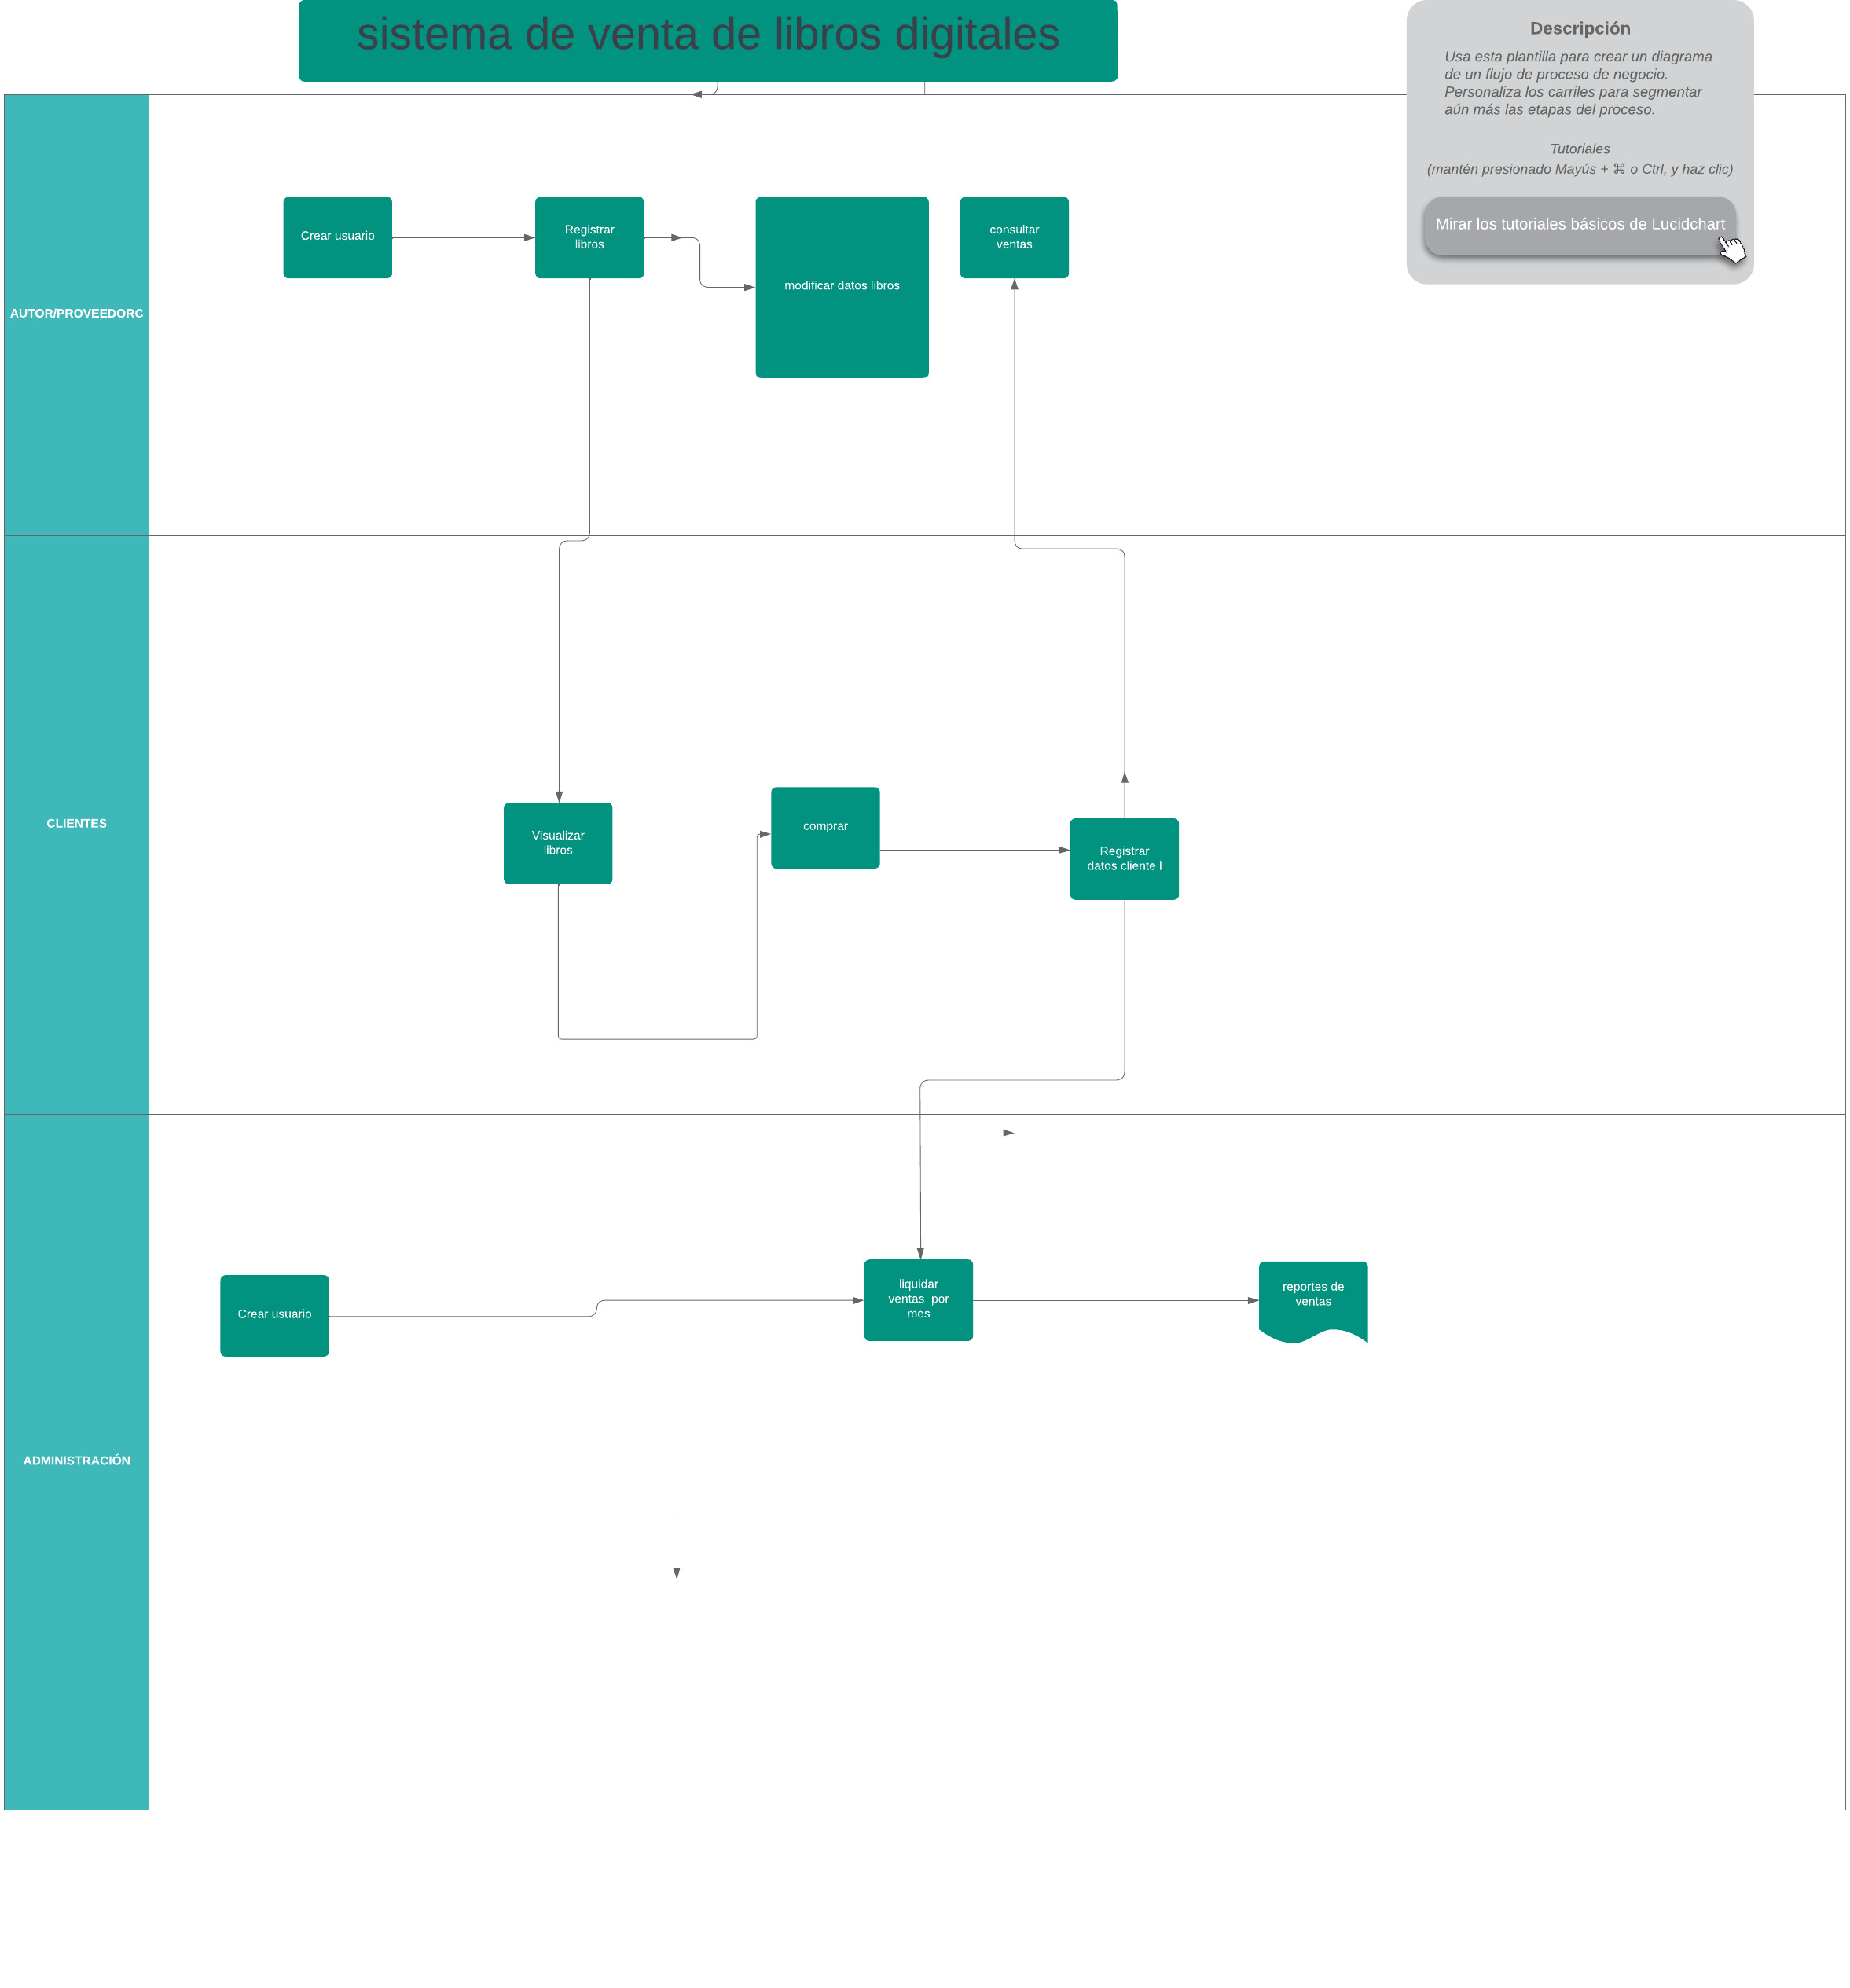 sistema de venta de libros digitales
Descripción
Usa esta plantilla para crear un diagrama
de un flujo de proceso de negocio.
Personaliza los carriles para segmentar
aún más las etapas del proceso.
Tutoriales
(mantén presionado Mayús + ⌘ o Ctrl, y haz clic)
Mirar los tutoriales básicos de Lucidchart
AUTOR/PROVEEDORC
Crear usuario
Registrar
libros
modificar datos libros
consultar
ventas
CLIENTES
Visualizar
libros
comprar
Registrar
datos cliente l
ADMINISTRACIÓN
Crear usuario
liquidar
ventas  por
mes
reportes de
ventas